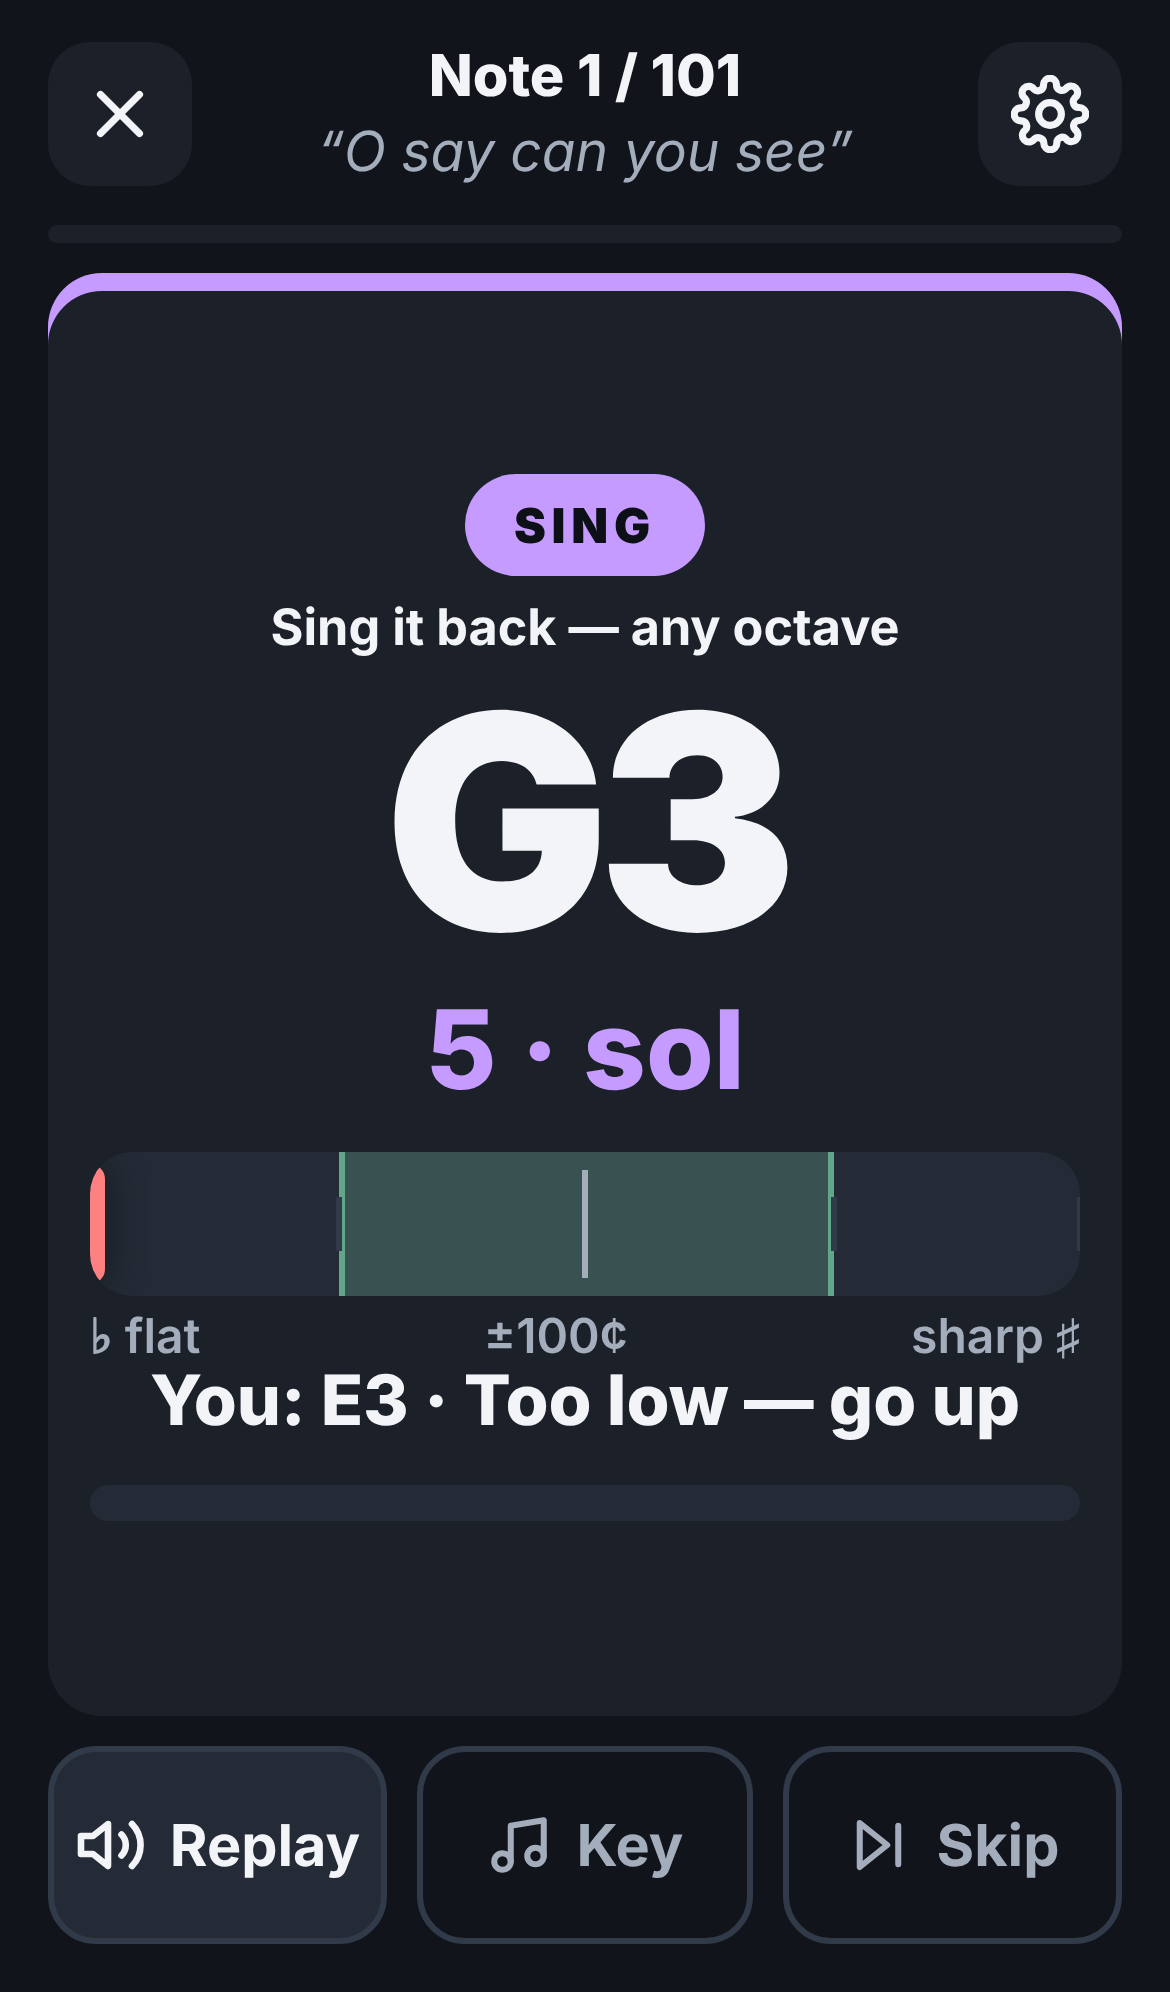 Note 1 / 101
“O say can you see”
SING
Sing it back — any octave
G3
5 · sol
♭ flat ±100¢ sharp ♯
You: E3 · Too low — go up
Replay Key Skip